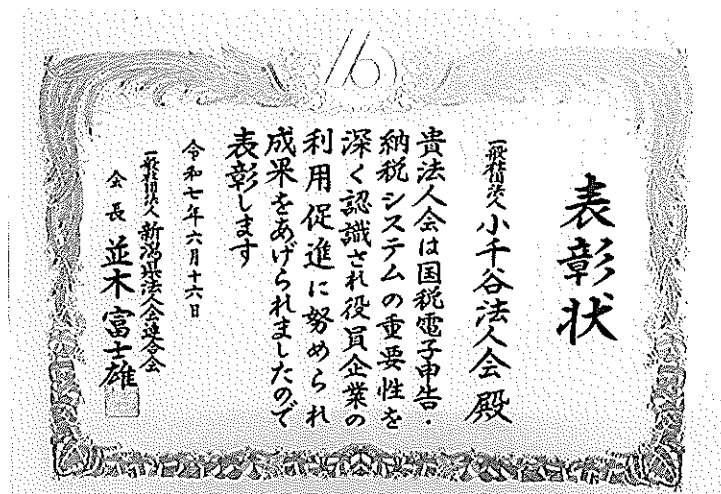 表彰状
一般社団法人 小千谷法人会 殿
貴法人会は国税電子申告・
納税システムの重要性を
深く認識され役員企業の
利用促進に努められ
成果をあげられましたので
表彰します
令和七年六月十六日
一般社団法人 新潟県法人会連合会
会長 並木富士雄